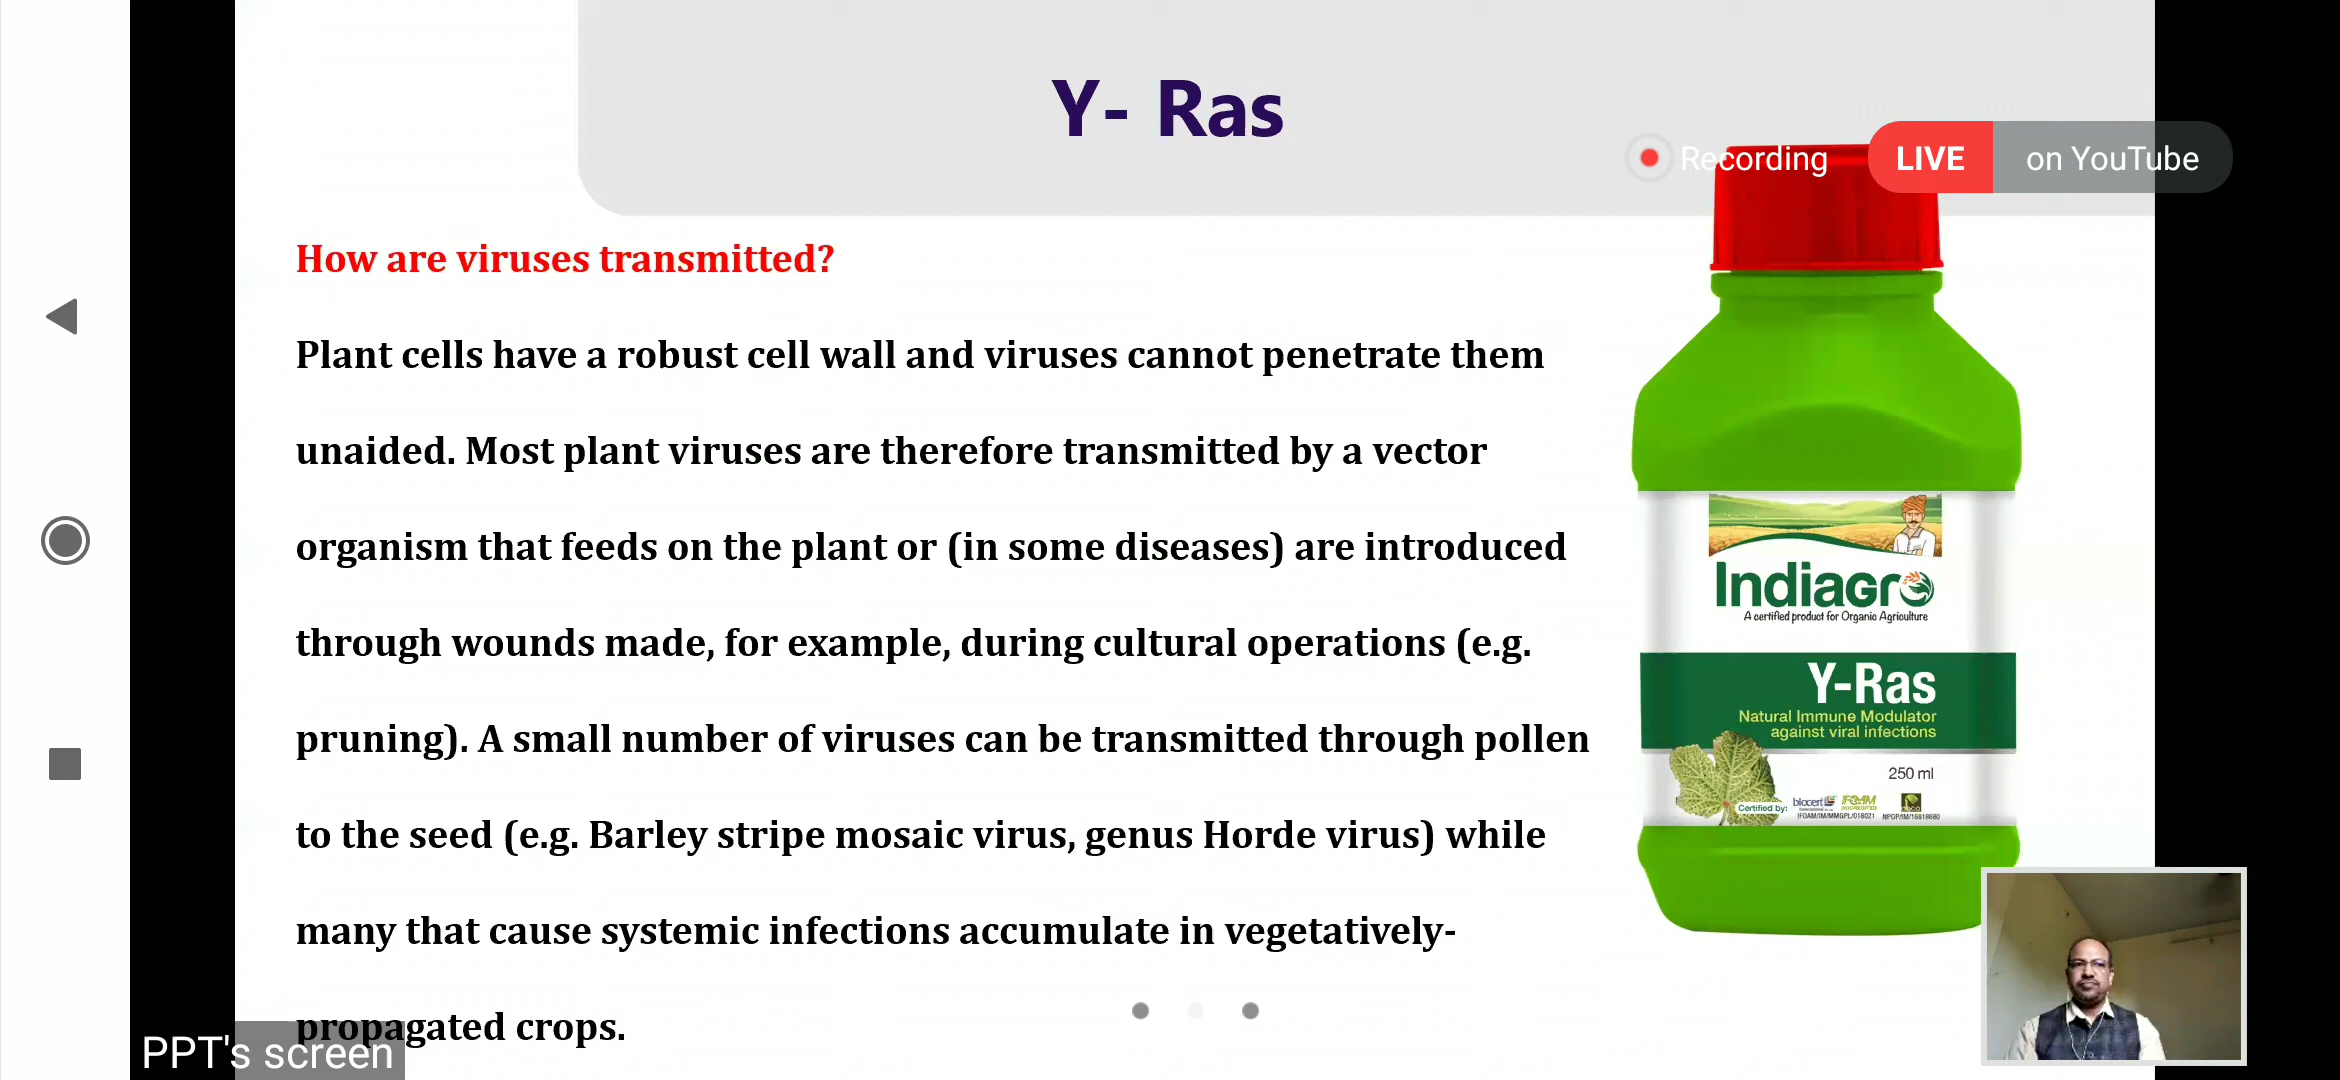 Y- Ras
Recording
LIVE on YouTube
How are viruses transmitted?
Plant cells have a robust cell wall and viruses cannot penetrate them
unaided. Most plant viruses are therefore transmitted by a vector
organism that feeds on the plant or (in some diseases) are introduced
through wounds made, for example, during cultural operations (e.g.
pruning). A small number of viruses can be transmitted through pollen
to the seed (e.g. Barley stripe mosaic virus, genus Horde virus) while
many that cause systemic infections accumulate in vegetatively-
propagated crops.
Indiagro
A certified product for Organic Agriculture
Y-Ras
Natural Immune Modulator
against viral infections
250 ml
Certified by:
biocert
IFOAM
PPT's screen